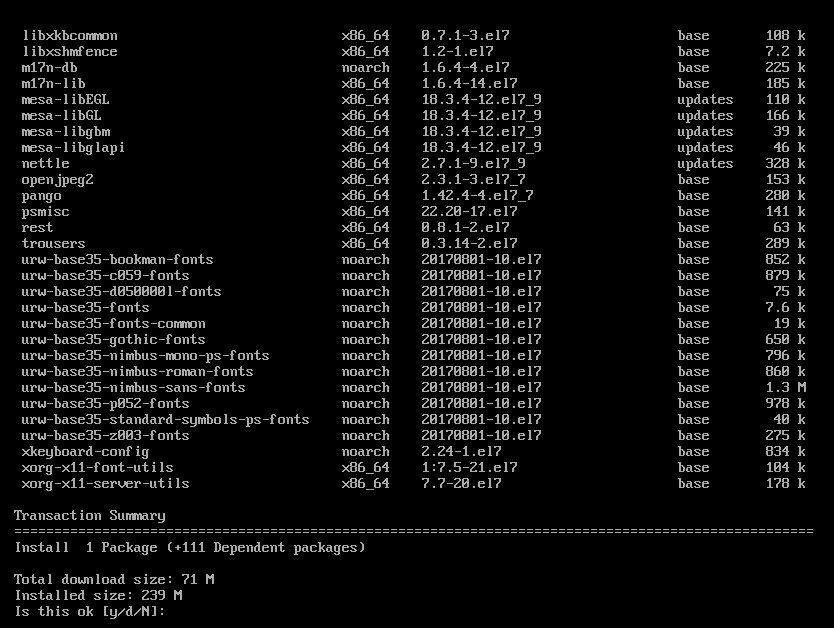 libxkbcommon x86_64 0.7.1-3.el7 base 108 k
libxshmfence x86_64 1.2-1.el7 base 7.2 k
m17n-db noarch 1.6.4-4.el7 base 225 k
m17n-lib x86_64 1.6.4-14.el7 base 185 k
mesa-libEGL x86_64 18.3.4-12.el7_9 updates 110 k
mesa-libGL x86_64 18.3.4-12.el7_9 updates 166 k
mesa-libgbm x86_64 18.3.4-12.el7_9 updates 39 k
mesa-libglapi x86_64 18.3.4-12.el7_9 updates 46 k
nettle x86_64 2.7.1-9.el7_9 updates 328 k
openjpeg2 x86_64 2.3.1-3.el7_7 base 153 k
pango x86_64 1.42.4-4.el7_7 base 280 k
psmisc x86_64 22.20-17.el7 base 141 k
rest x86_64 0.8.1-2.el7 base 63 k
trousers x86_64 0.3.14-2.el7 base 289 k
urw-base35-bookman-fonts noarch 20170801-10.el7 base 852 k
urw-base35-c059-fonts noarch 20170801-10.el7 base 879 k
urw-base35-d050000l-fonts noarch 20170801-10.el7 base 75 k
urw-base35-fonts noarch 20170801-10.el7 base 7.6 k
urw-base35-fonts-common noarch 20170801-10.el7 base 19 k
urw-base35-gothic-fonts noarch 20170801-10.el7 base 650 k
urw-base35-nimbus-mono-ps-fonts noarch 20170801-10.el7 base 796 k
urw-base35-nimbus-roman-fonts noarch 20170801-10.el7 base 860 k
urw-base35-nimbus-sans-fonts noarch 20170801-10.el7 base 1.3 M
urw-base35-p052-fonts noarch 20170801-10.el7 base 978 k
urw-base35-standard-symbols-ps-fonts noarch 20170801-10.el7 base 40 k
urw-base35-z003-fonts noarch 20170801-10.el7 base 275 k
xkeyboard-config noarch 2.24-1.el7 base 834 k
xorg-x11-font-utils x86_64 1:7.5-21.el7 base 104 k
xorg-x11-server-utils x86_64 7.7-20.el7 base 178 k
Transaction Summary
====================================================================================================
Install 1 Package (+111 Dependent packages)
Total download size: 71 M
Installed size: 239 M
Is this ok [y/d/N]: